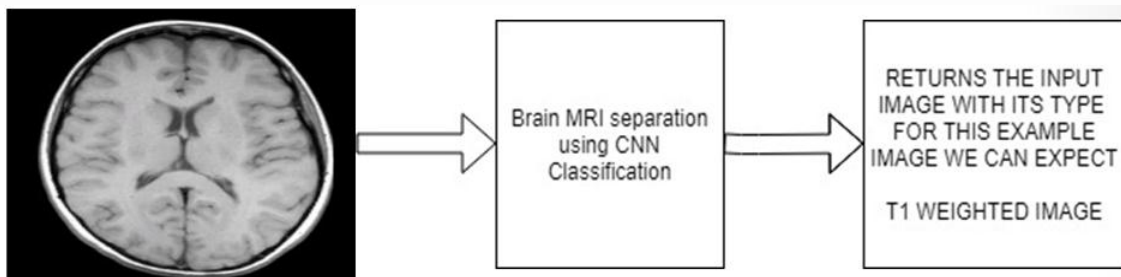 Brain MRI separation
using CNN
Classification
RETURNS THE INPUT
IMAGE WITH ITS TYPE
FOR THIS EXAMPLE
IMAGE WE CAN EXPECT
T1 WEIGHTED IMAGE